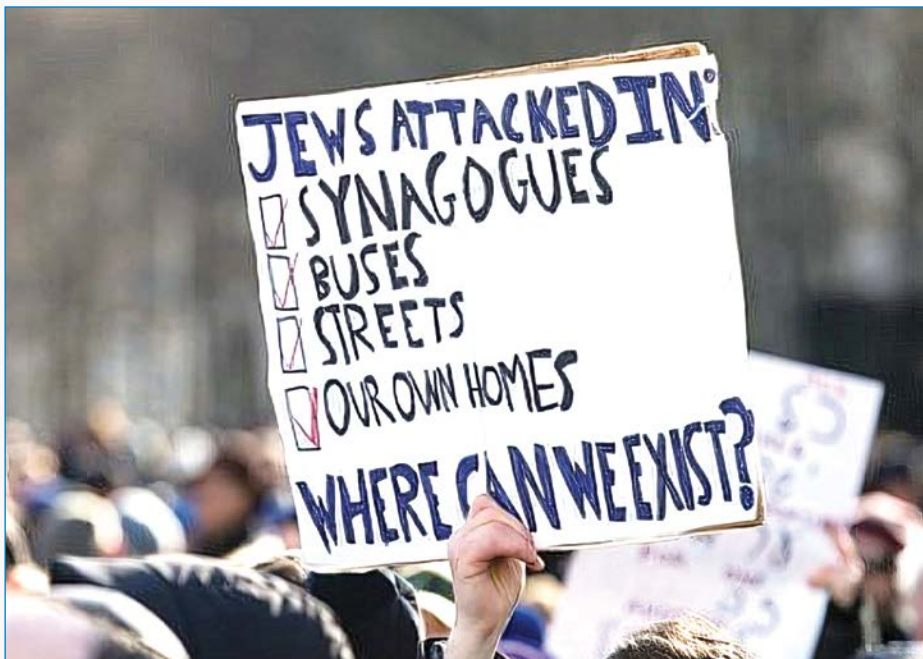 JEWS ATTACKED IN:
SYNAGOGUES
BUSES
STREETS
OUR OWN HOMES
WHERE CAN WE EXIST?